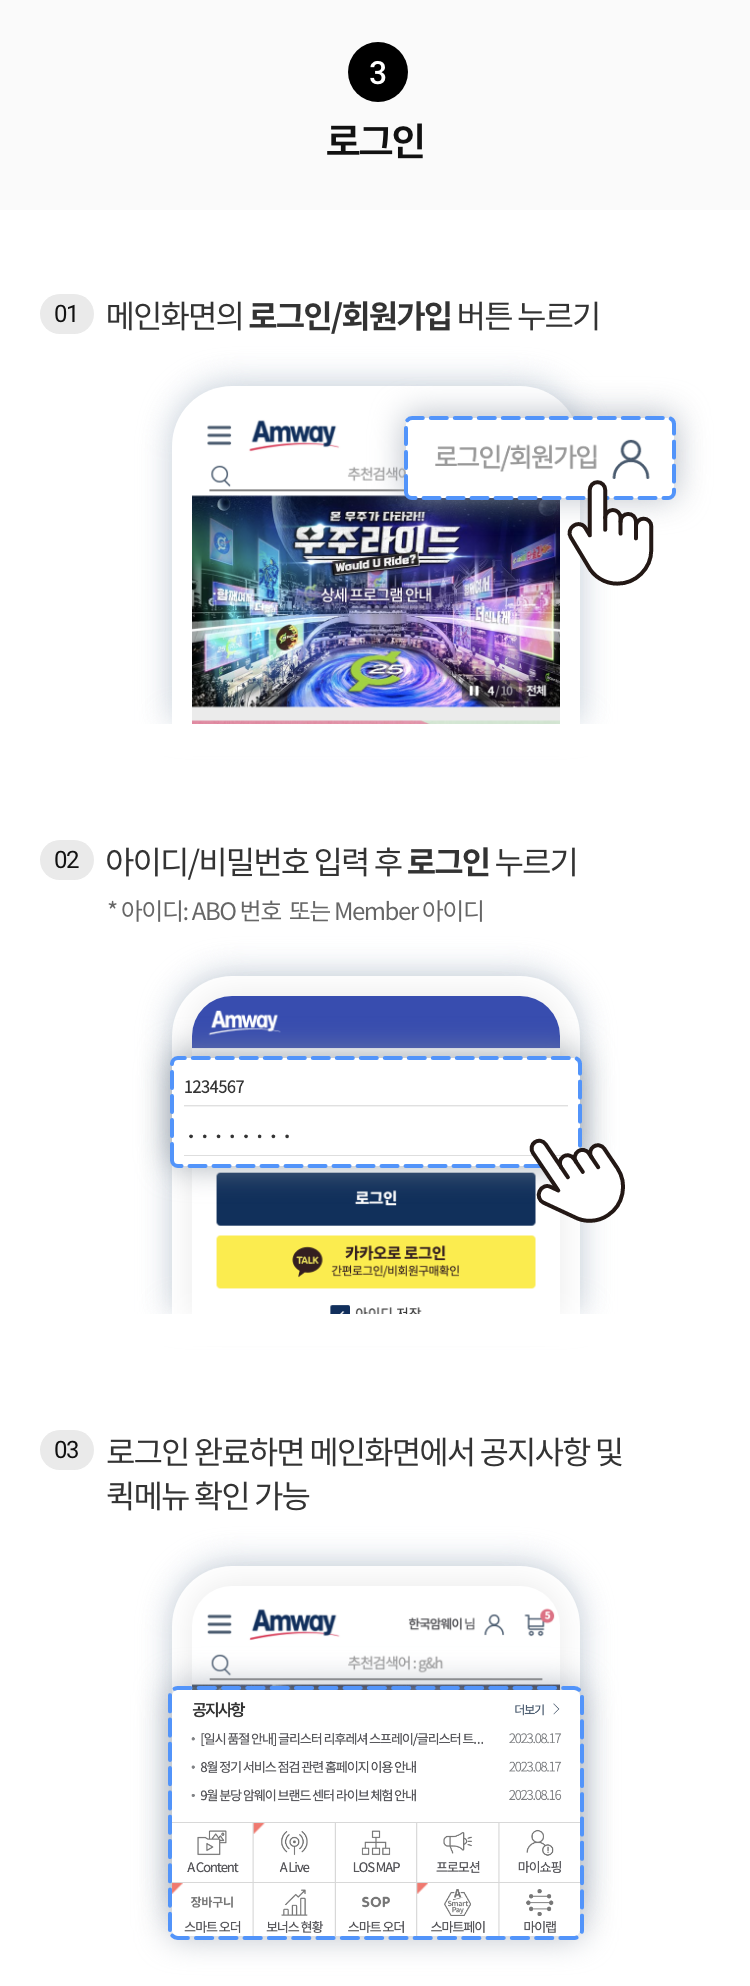 3
로그인
01 메인화면의 로그인/회원가입 버튼 누르기
Amway
로그인/회원가입
추천검색어
온 우주가 다타라!!
우주라이드
Would U Ride?
상세 프로그램 안내
함께여서
25
4/10 전체
02 아이디/비밀번호 입력 후 로그인 누르기
* 아이디: ABO 번호 또는 Member 아이디
Amway
1234567
로그인
TALK 카카오로 로그인
간편로그인/비회원구매확인
아이디 저장
03 로그인 완료하면 메인화면에서 공지사항 및
퀵메뉴 확인 가능
Amway 한국암웨이 님 5
추천검색어 : g&h
공지사항 더보기 >
• [일시 품절 안내] 글리스터 리후레셔 스프레이/글리스터 트... 2023.08.17
• 8월 정기 서비스 점검 관련 홈페이지 이용 안내 2023.08.17
• 9월 분당 암웨이 브랜드 센터 라이브 체험 안내 2023.08.16
A Content A Live LOS MAP 프로모션 마이쇼핑
장바구니 SOP A Smart Pay
스마트 오더 보너스 현황 스마트 오더 스마트페이 마이랩